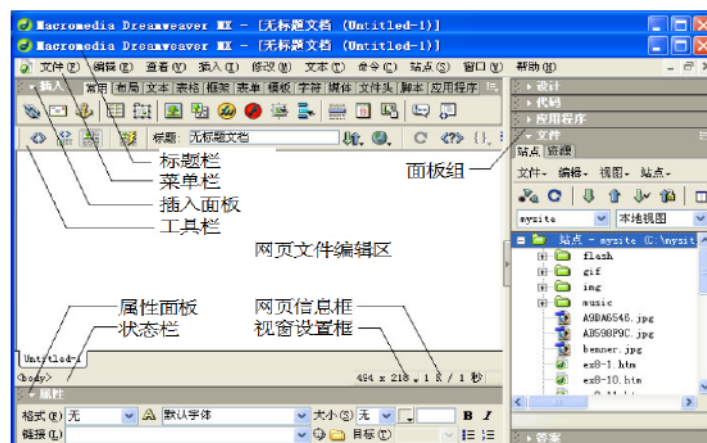 Macromedia Dreamweaver MX - [无标题文档 (Untitled-1)]
Macromedia Dreamweaver MX - [无标题文档 (Untitled-1)]
文件(F) 编辑(E) 查看(V) 插入(I) 修改(M) 文本(T) 命令(C) 站点(S) 窗口(W) 帮助(H)
插入 常用 布局 文本 表格 框架 表单 模板 字符 媒体 文件头 脚本 应用程序
设计
代码
应用程序
文件
标题: 无标题文档
站点 资源
标题栏
面板组
文件 编辑 视图 站点
菜单栏
插入面板
工具栏
mysite 本地视图
网页文件编辑区
站点 - mysite (C:\mysit
flash
gif
img
music
属性面板 网页信息框
A9DA6546.jpg
状态栏 视窗设置框
AB598P9C.jpg
benner.jpg
Untitled-1
ex8-1.htm
<body> 494 x 218 1 K / 1 秒
ex8-10.htm
属性
格式(F) 无 A 默认字体 大小(S) 无 B I
链接(L) 目标(T)
答案